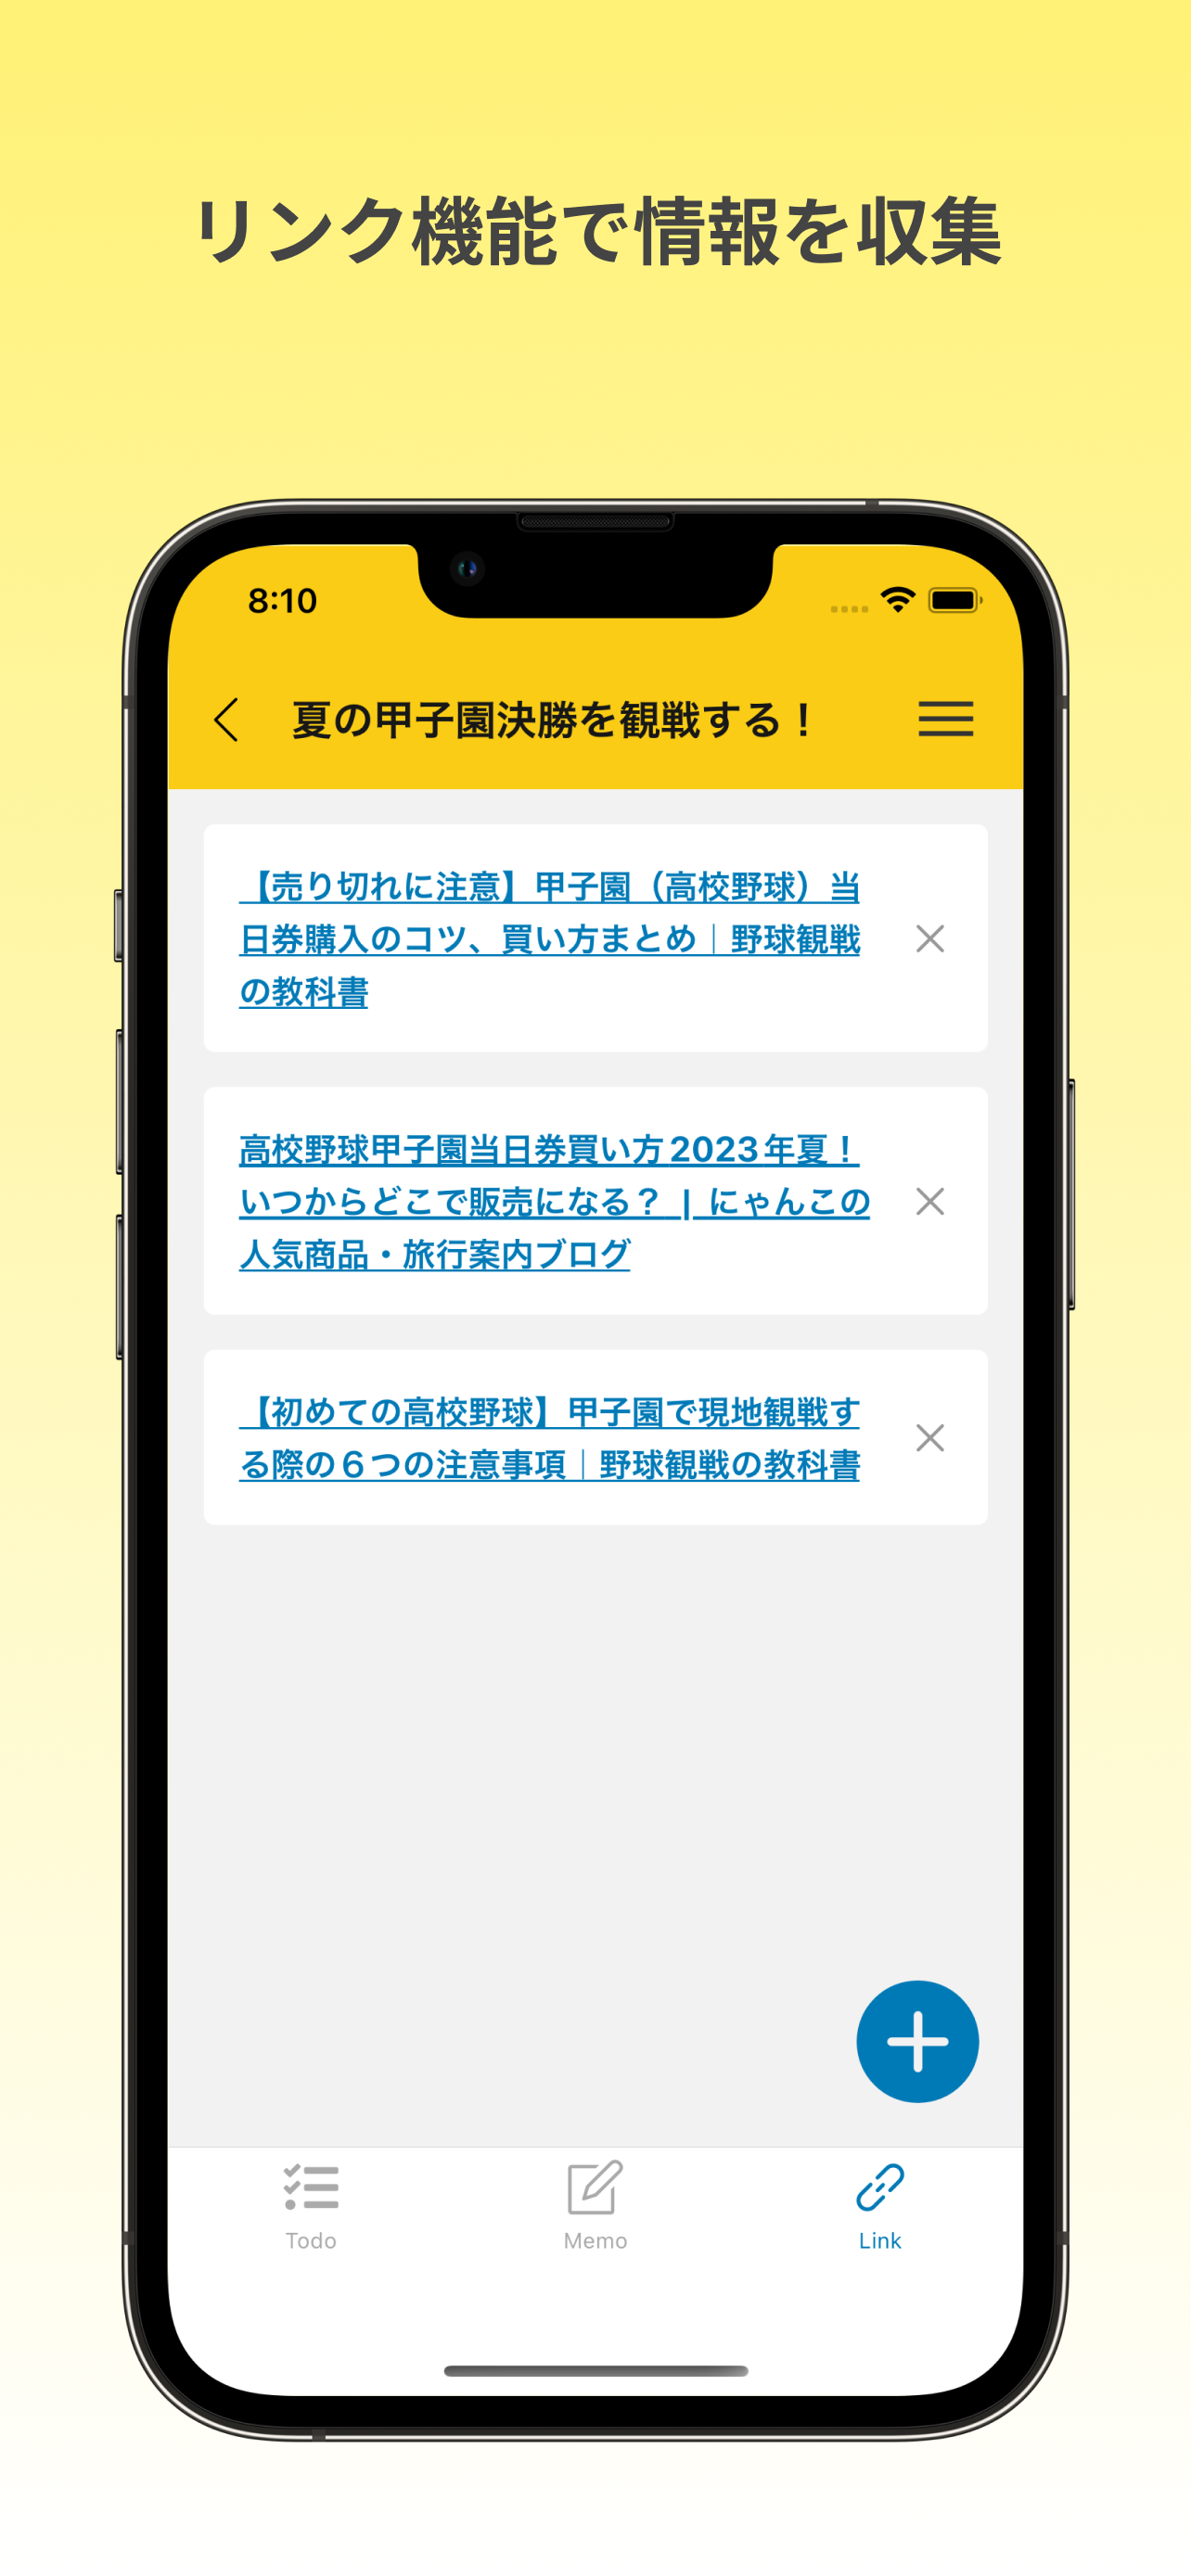 リンク機能で情報を収集
8:10
夏の甲子園決勝を観戦する！
【売り切れに注意】甲子園（高校野球）当
日券購入のコツ、買い方まとめ｜野球観戦
の教科書
高校野球甲子園当日券買い方2023年夏！
いつからどこで販売になる？ | にゃんこの
人気商品・旅行案内ブログ
【初めての高校野球】甲子園で現地観戦す
る際の６つの注意事項｜野球観戦の教科書
Todo
Memo
Link